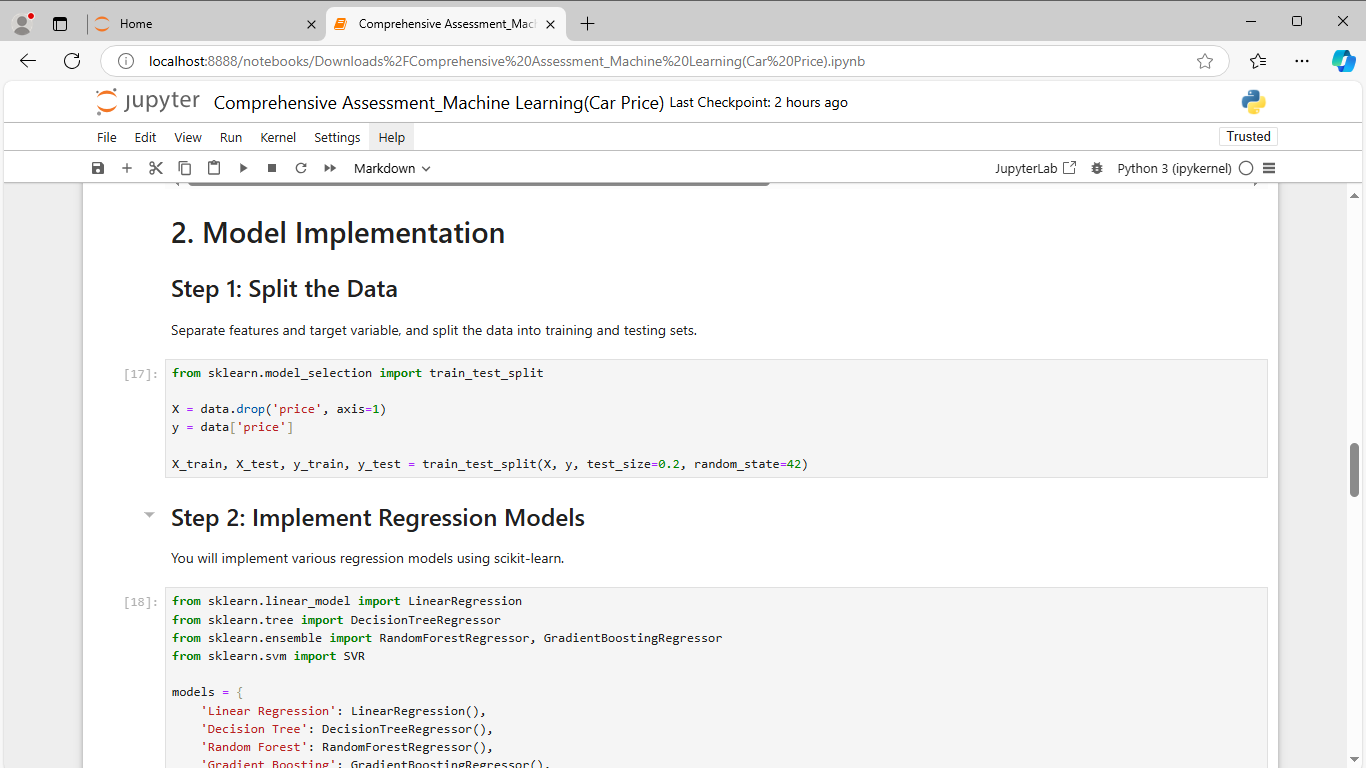 Home
Comprehensive Assessment_Mach
localhost:8888/notebooks/Downloads%2FComprehensive%20Assessment_Machine%20Learning(Car%20Price).ipynb
jupyter Comprehensive Assessment_Machine Learning(Car Price) Last Checkpoint: 2 hours ago
File Edit View Run Kernel Settings Help Trusted
Markdown JupyterLab Python 3 (ipykernel)
2. Model Implementation
Step 1: Split the Data
Separate features and target variable, and split the data into training and testing sets.
[17]: from sklearn.model_selection import train_test_split
X = data.drop('price', axis=1)
y = data['price']
X_train, X_test, y_train, y_test = train_test_split(X, y, test_size=0.2, random_state=42)
Step 2: Implement Regression Models
You will implement various regression models using scikit-learn.
[18]: from sklearn.linear_model import LinearRegression
from sklearn.tree import DecisionTreeRegressor
from sklearn.ensemble import RandomForestRegressor, GradientBoostingRegressor
from sklearn.svm import SVR
models = {
'Linear Regression': LinearRegression(),
'Decision Tree': DecisionTreeRegressor(),
'Random Forest': RandomForestRegressor(),
'Gradient Boosting': GradientBoostingRegressor(),